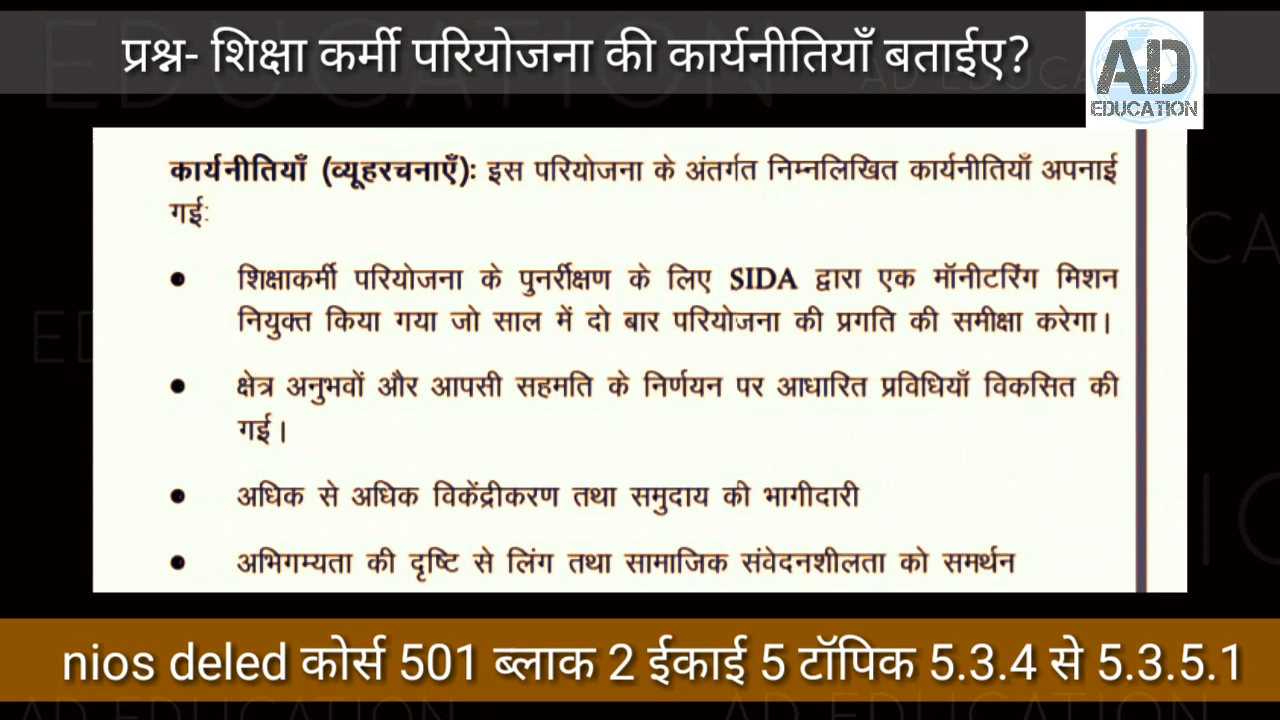 प्रश्न- शिक्षा कर्मी परियोजना की कार्यनीतियाँ बताईए?
AD
EDUCATION
कार्यनीतियाँ (व्यूहरचनाएँ): इस परियोजना के अंतर्गत निम्नलिखित कार्यनीतियाँ अपनाई
गई:
● शिक्षाकर्मी परियोजना के पुनर्रीक्षण के लिए SIDA द्वारा एक मॉनीटरिंग मिशन
नियुक्त किया गया जो साल में दो बार परियोजना की प्रगति की समीक्षा करेगा।
● क्षेत्र अनुभवों और आपसी सहमति के निर्णयन पर आधारित प्रविधियाँ विकसित की
गई।
● अधिक से अधिक विकेंद्रीकरण तथा समुदाय की भागीदारी
● अभिगम्यता की दृष्टि से लिंग तथा सामाजिक संवेदनशीलता को समर्थन
nios deled कोर्स 501 ब्लाक 2 ईकाई 5 टॉपिक 5.3.4 से 5.3.5.1